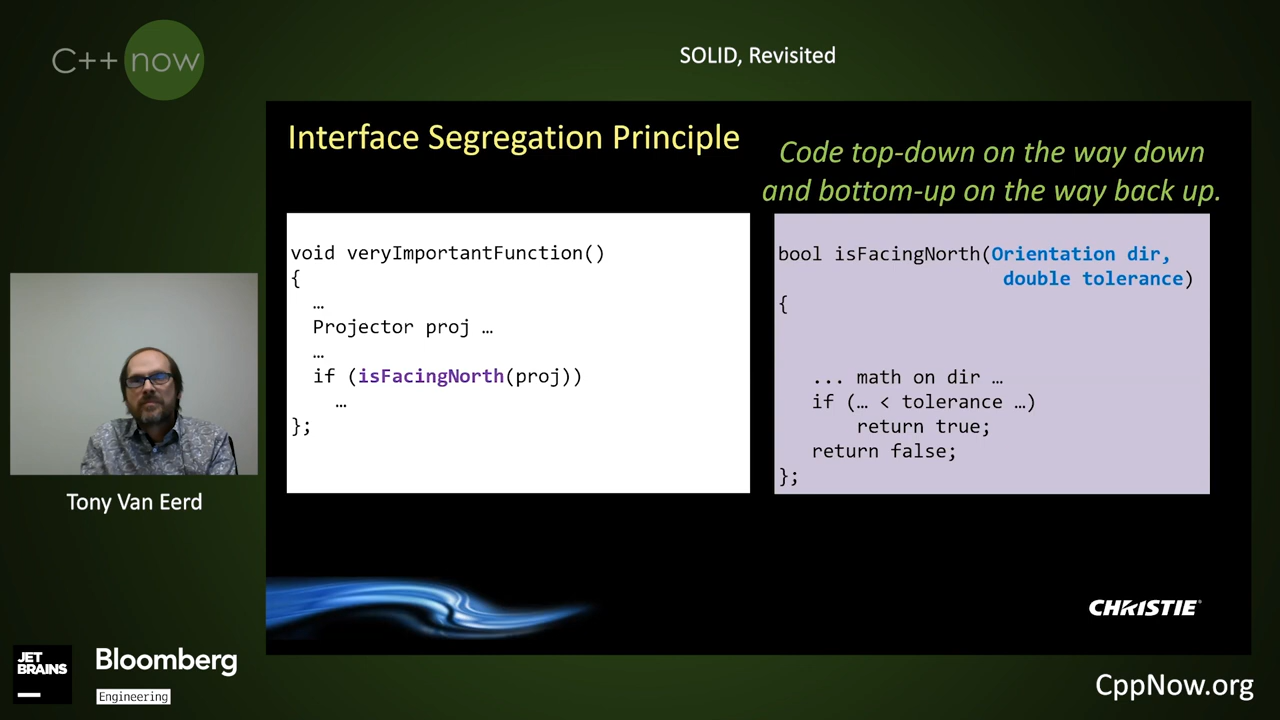 C++ now
SOLID, Revisited
Interface Segregation Principle
Code top-down on the way down
and bottom-up on the way back up.
void veryImportantFunction()
{
…
Projector proj …
…
if (isFacingNorth(proj))
…
};
bool isFacingNorth(Orientation dir,
double tolerance)
{
... math on dir …
if (… < tolerance …)
return true;
return false;
};
Tony Van Eerd
CHRISTIE®
JET
BRAINS
Bloomberg
Engineering
CppNow.org